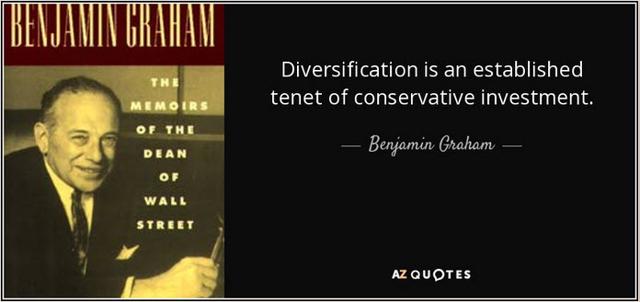 BENJAMIN GRAHAM
THE
MEMOIRS
OF THE
DEAN
OF
WALL
STREET
Diversification is an established
tenet of conservative investment.
Benjamin Graham
AZ QUOTES